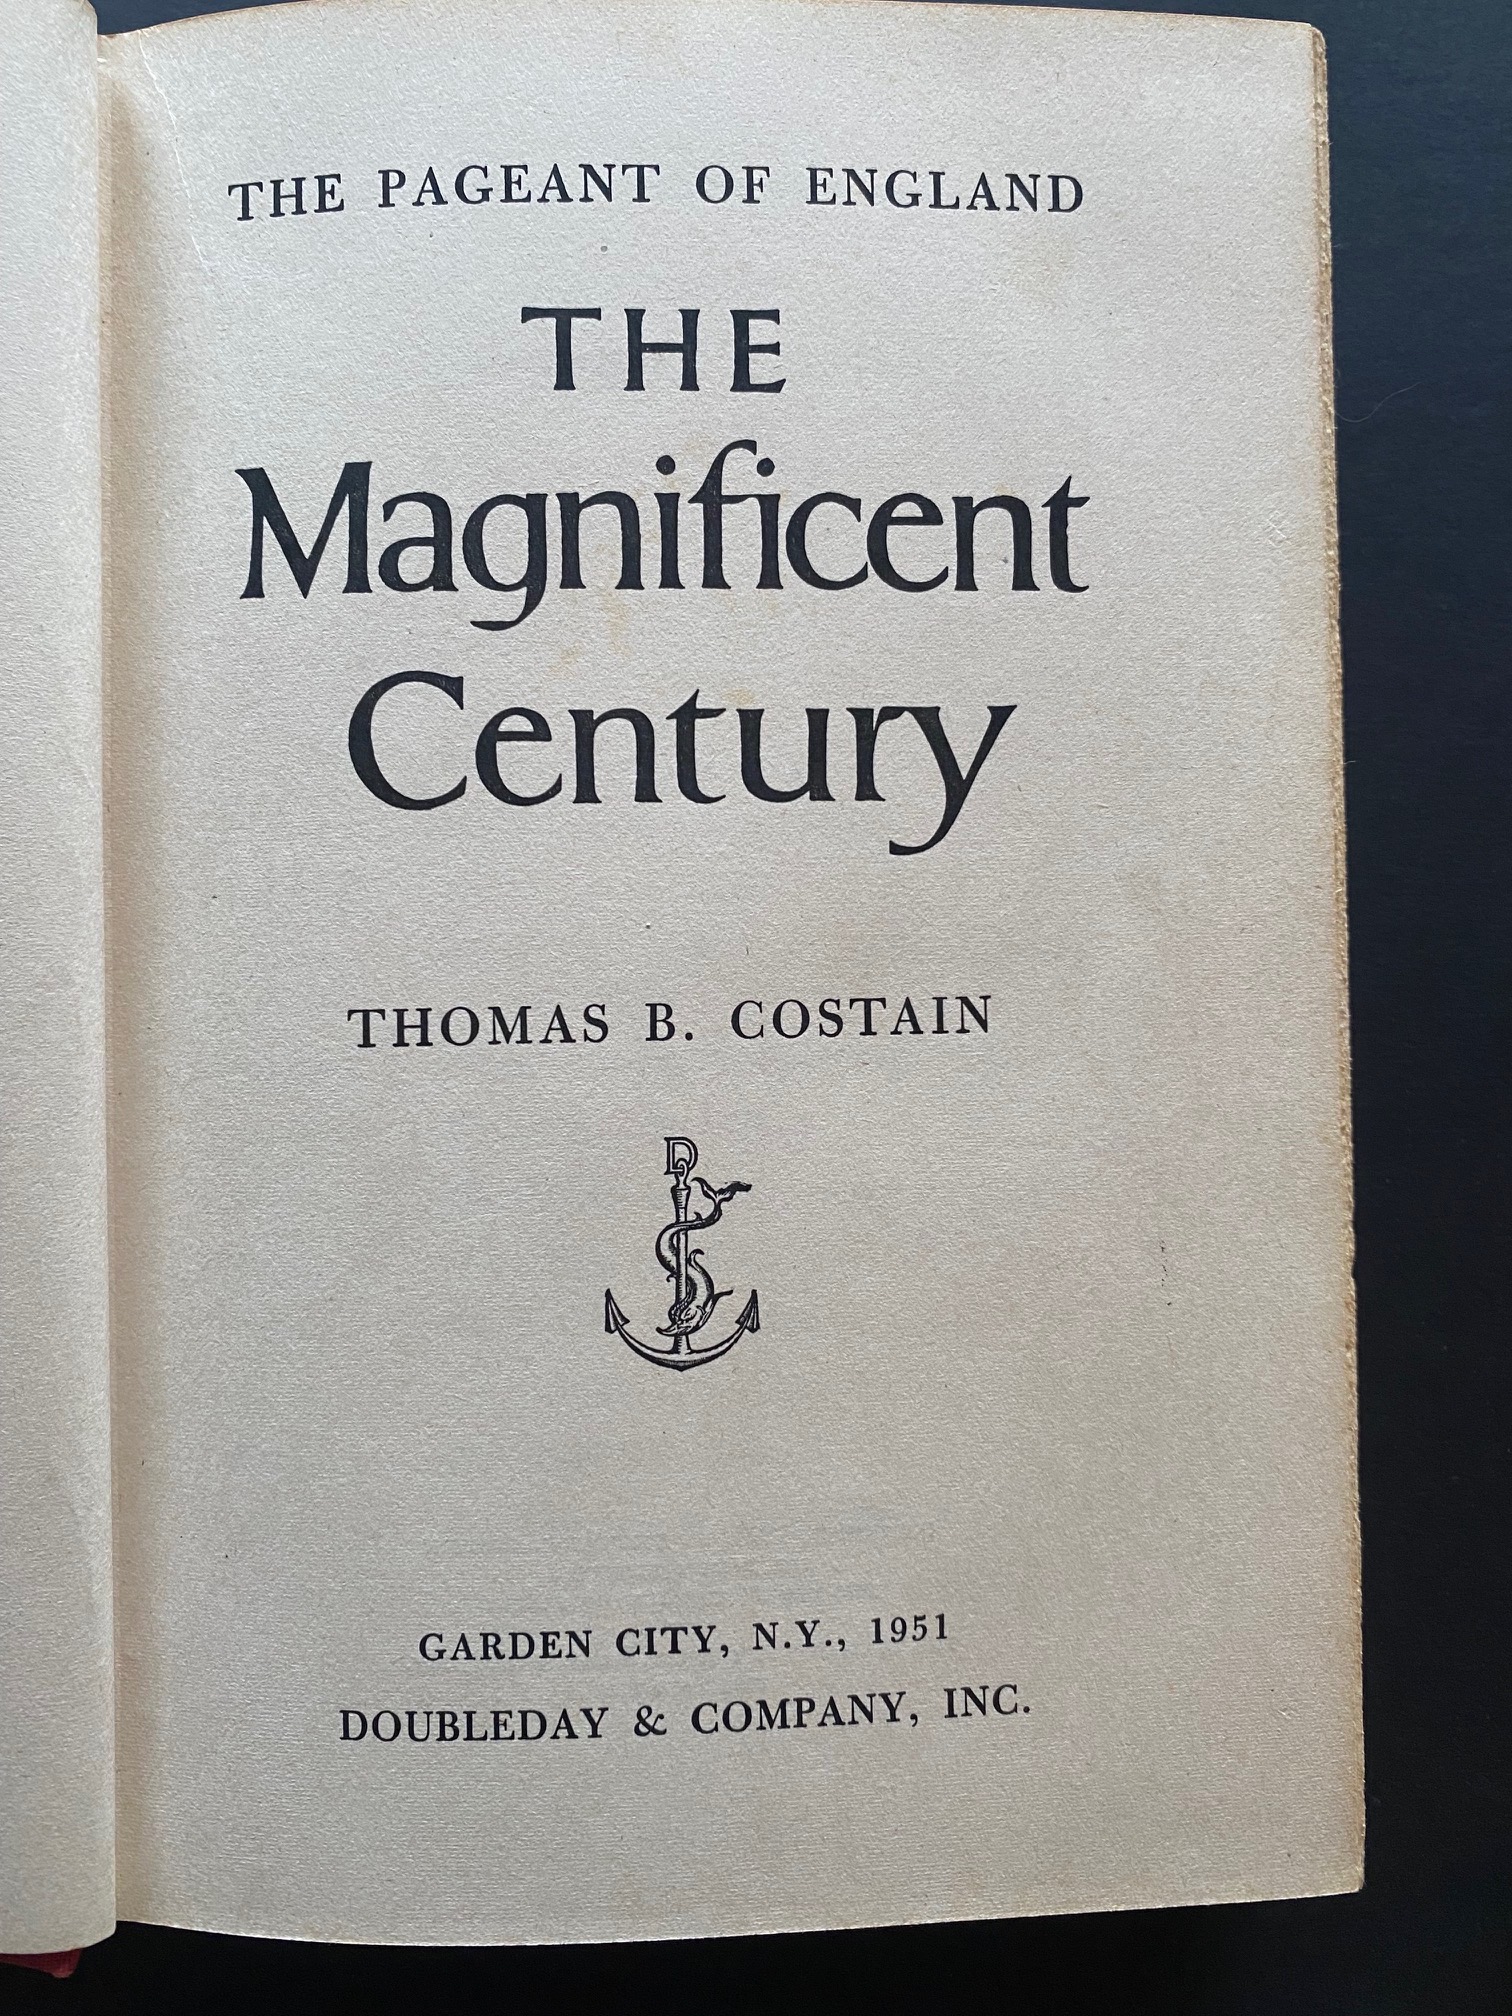 THE PAGEANT OF ENGLAND
THE
Magnificent
Century
THOMAS B. COSTAIN
D
GARDEN CITY, N.Y., 1951
DOUBLEDAY & COMPANY, INC.